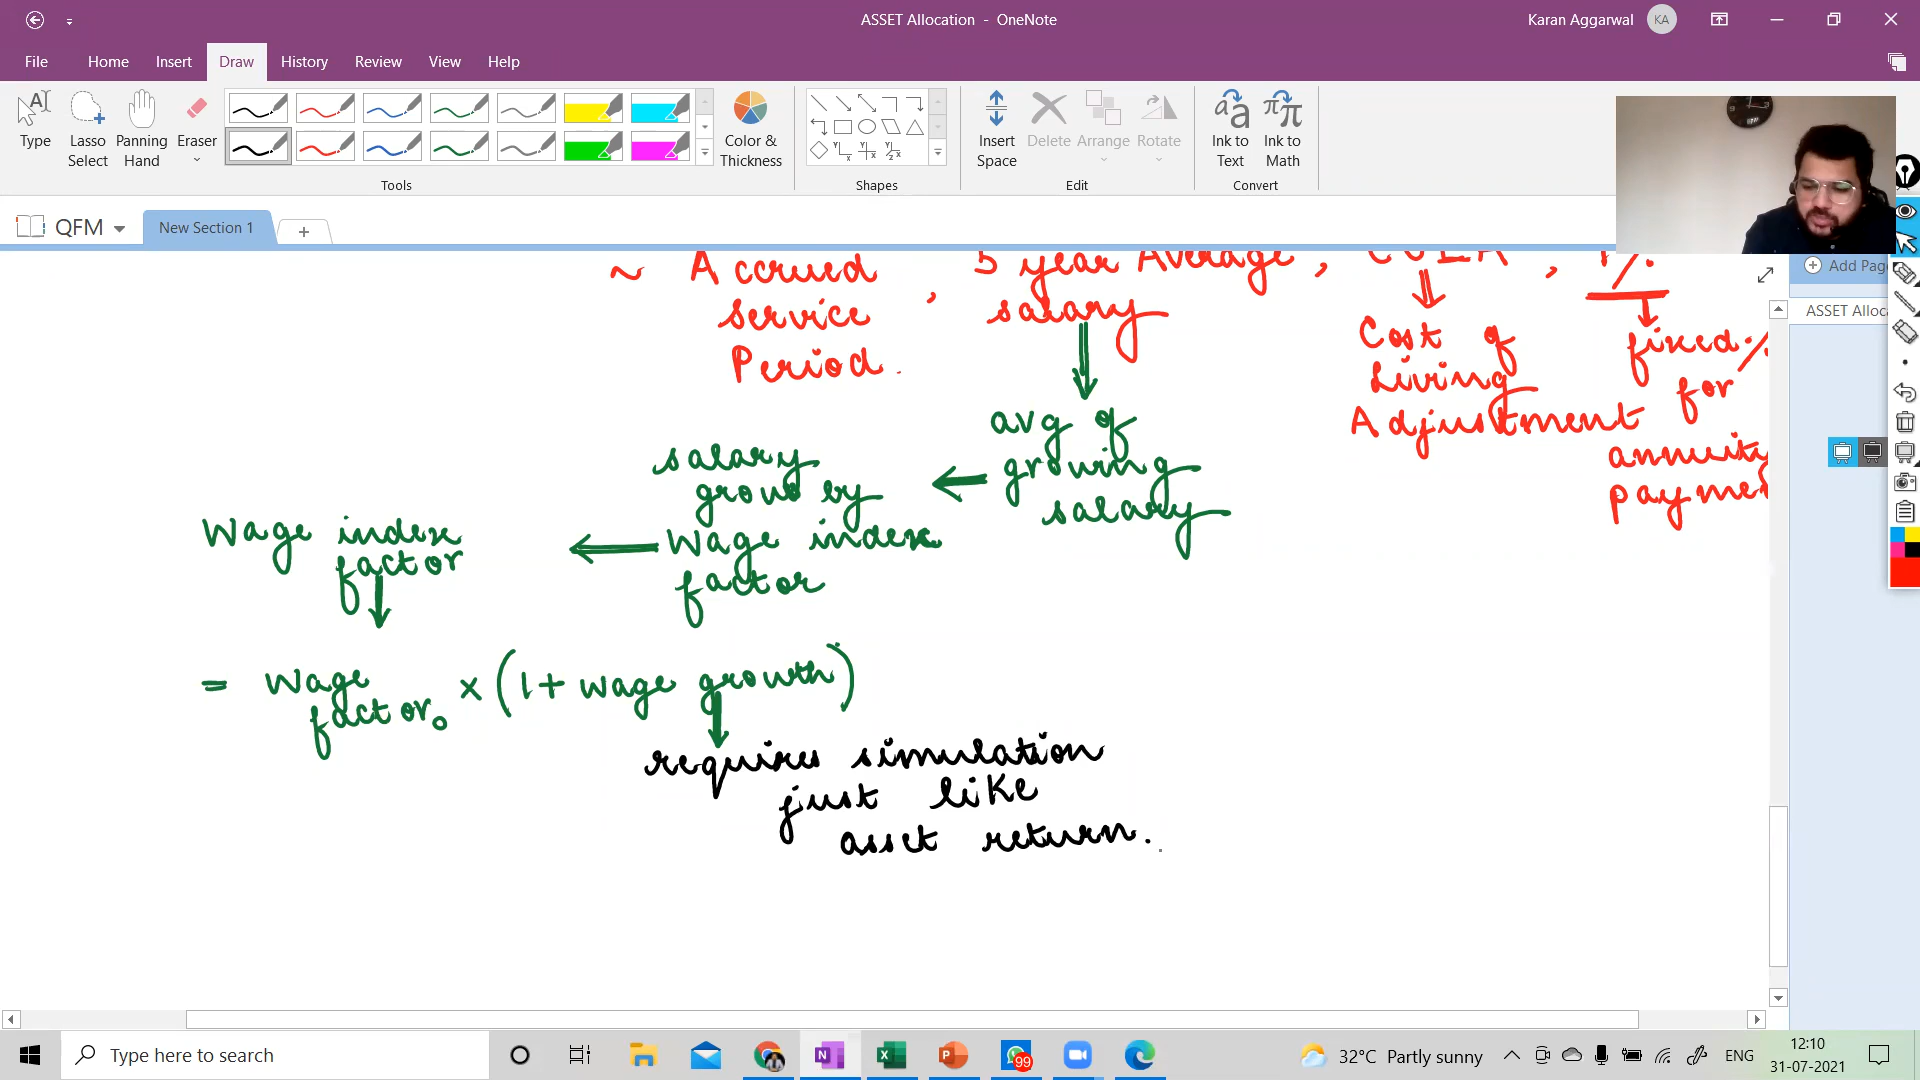 ASSET Allocation - OneNote
Karan Aggarwal
KA
File Home Insert Draw History Review View Help
Type
Lasso Select
Panning Hand
Eraser
Color & Thickness
Insert Space
Delete
Arrange
Rotate
Ink to Text
Ink to Math
Tools
Shapes
Edit
Convert
QFM
New Section 1
Add Page
ASSET Alloca
~ Accrued Service Period.
, 5 year Average salary
, COLA
, 1%
Cost of Living Adjustment
fixed % for annuity payment
avg of growing salary
salary grows by Wage index factor
Wage index factor
= Wage factor₀ × (1 + wage growth)
requires simulation
just like
asset return.
Type here to search
99
32°C Partly sunny
ENG
12:10
31-07-2021